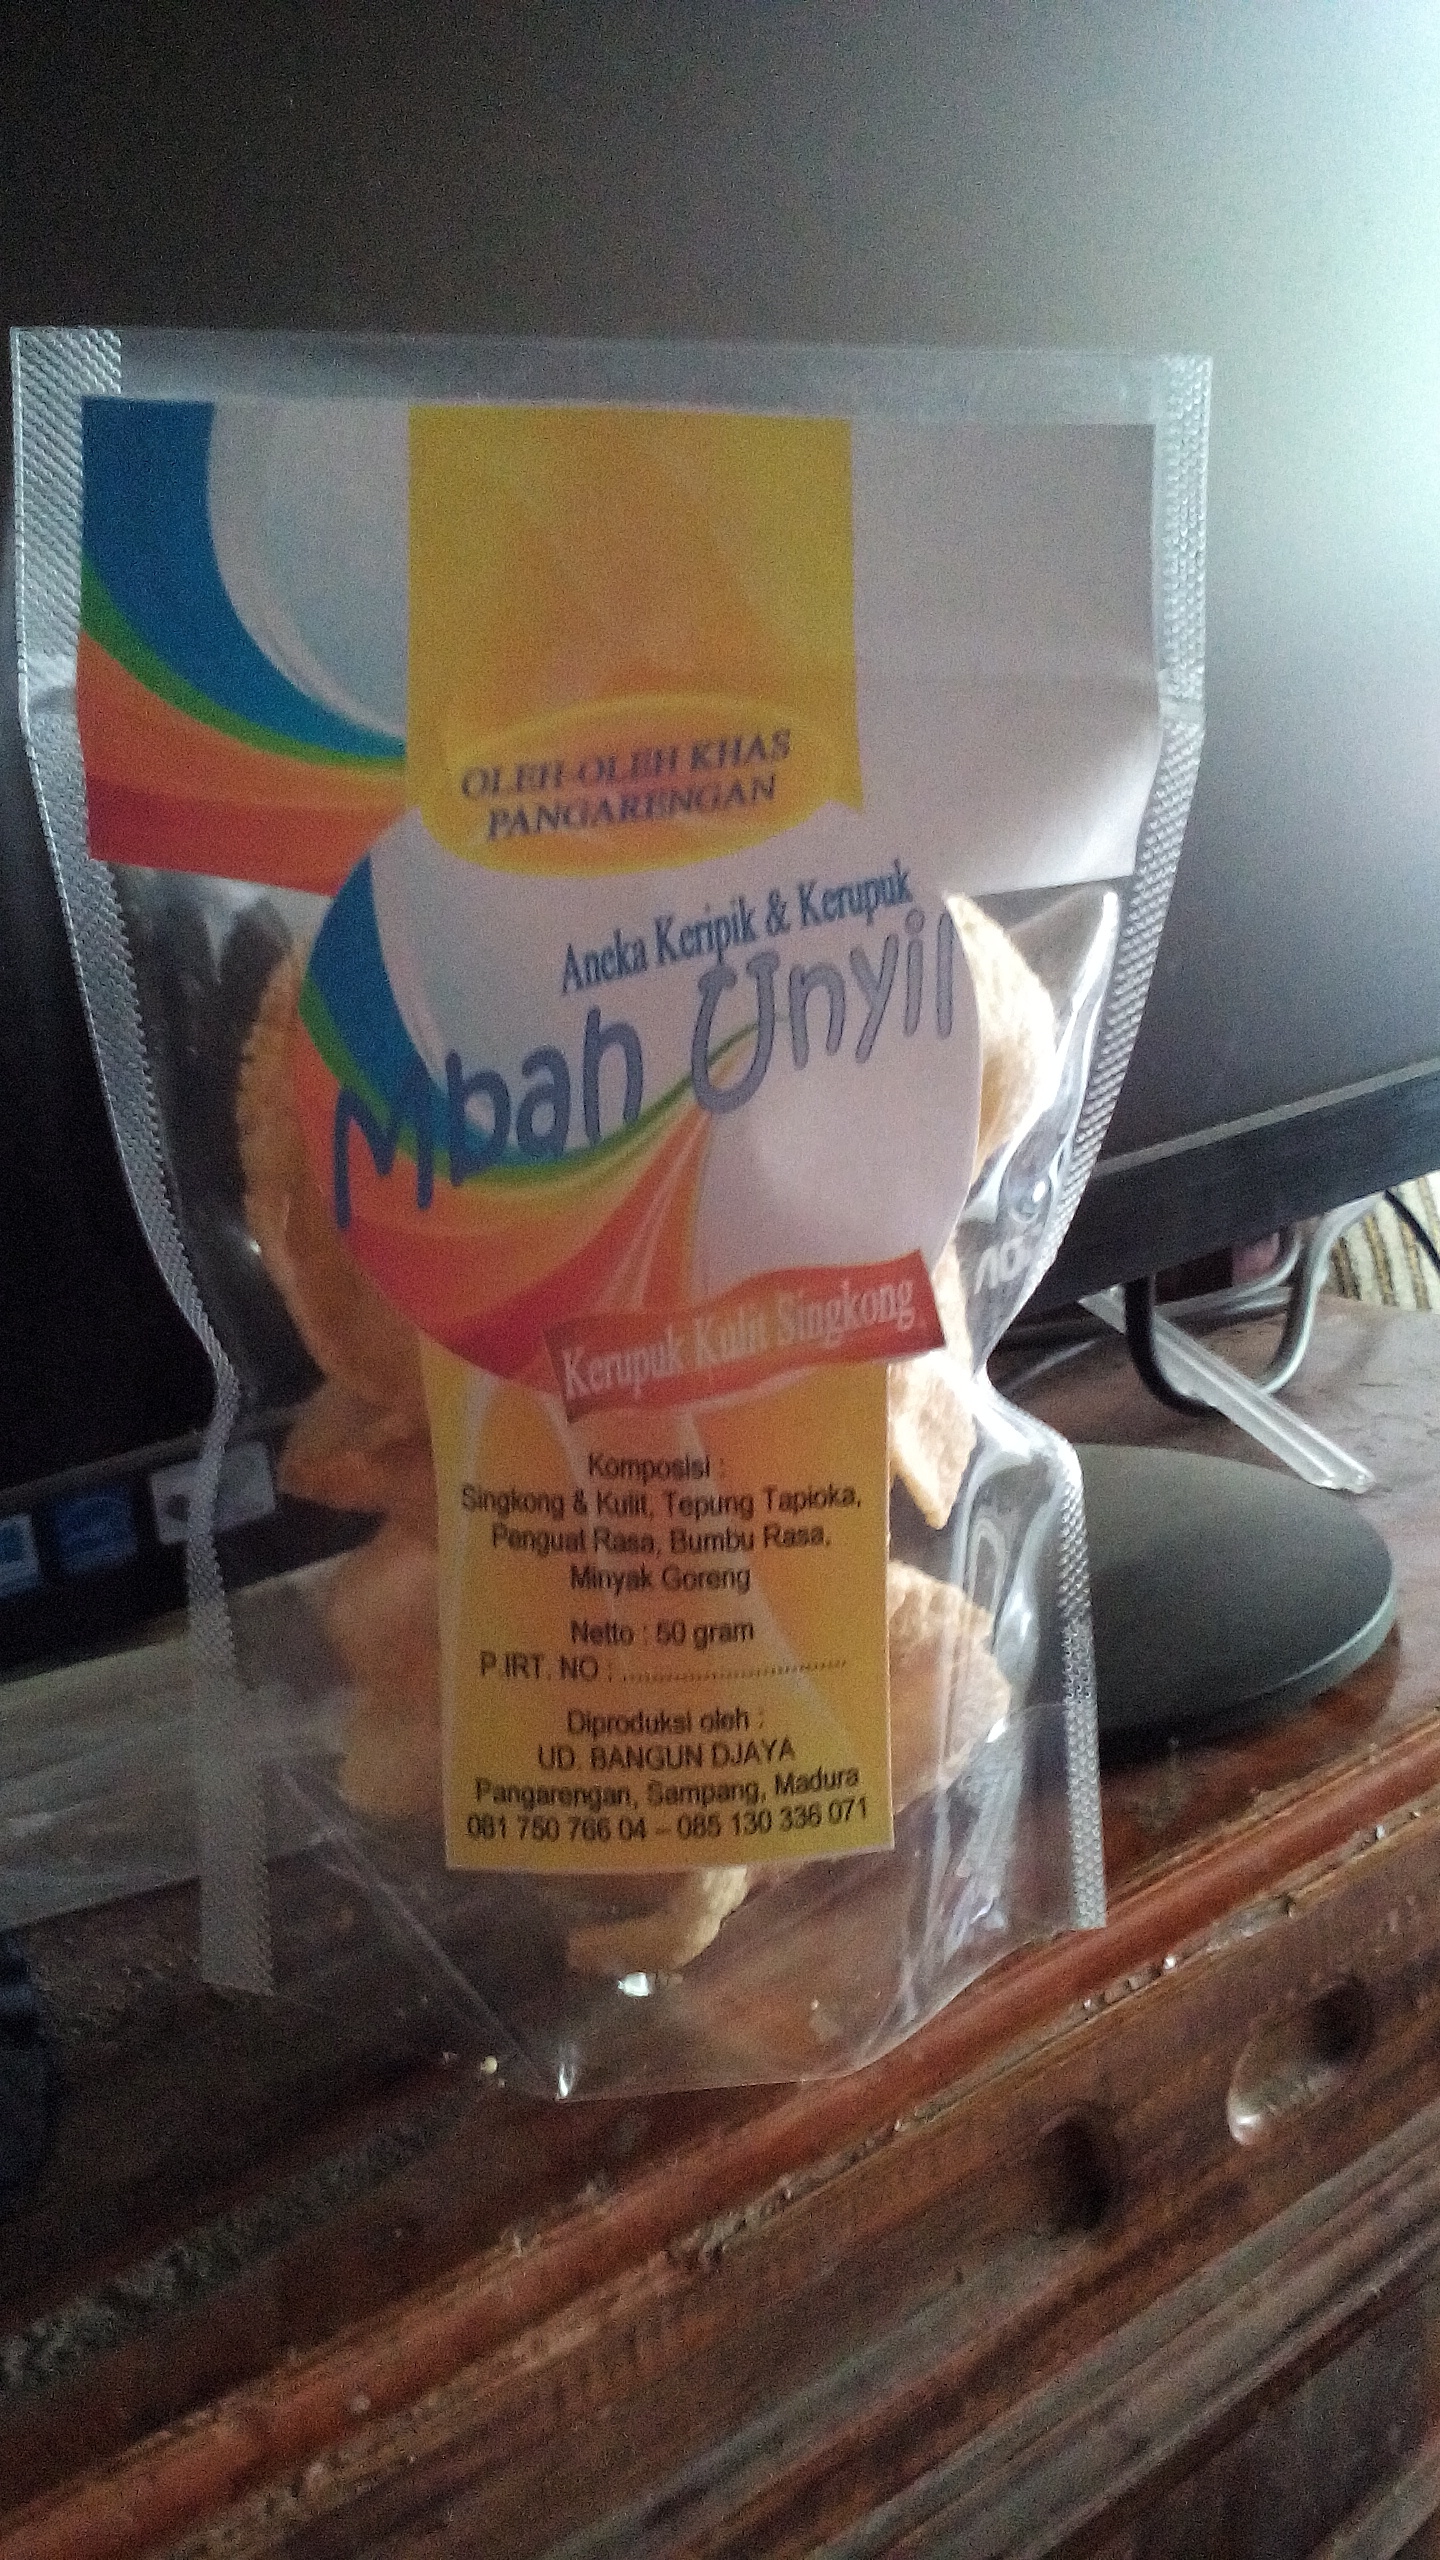 OLEH-OLEH KHAS
PANGARENGAN
Aneka Keripik & Kerupuk
Mbah Unyil
Kerupuk Kulit Singkong
Komposisi :
Singkong & Kulit, Tepung Tapioka,
Penguat Rasa, Bumbu Rasa,
Minyak Goreng
Netto : 50 gram
P.IRT. NO : ................................
Diproduksi oleh :
UD. BANGUN DJAYA
Pangarengan, Sampang, Madura
081 750 766 04 – 085 130 336 071